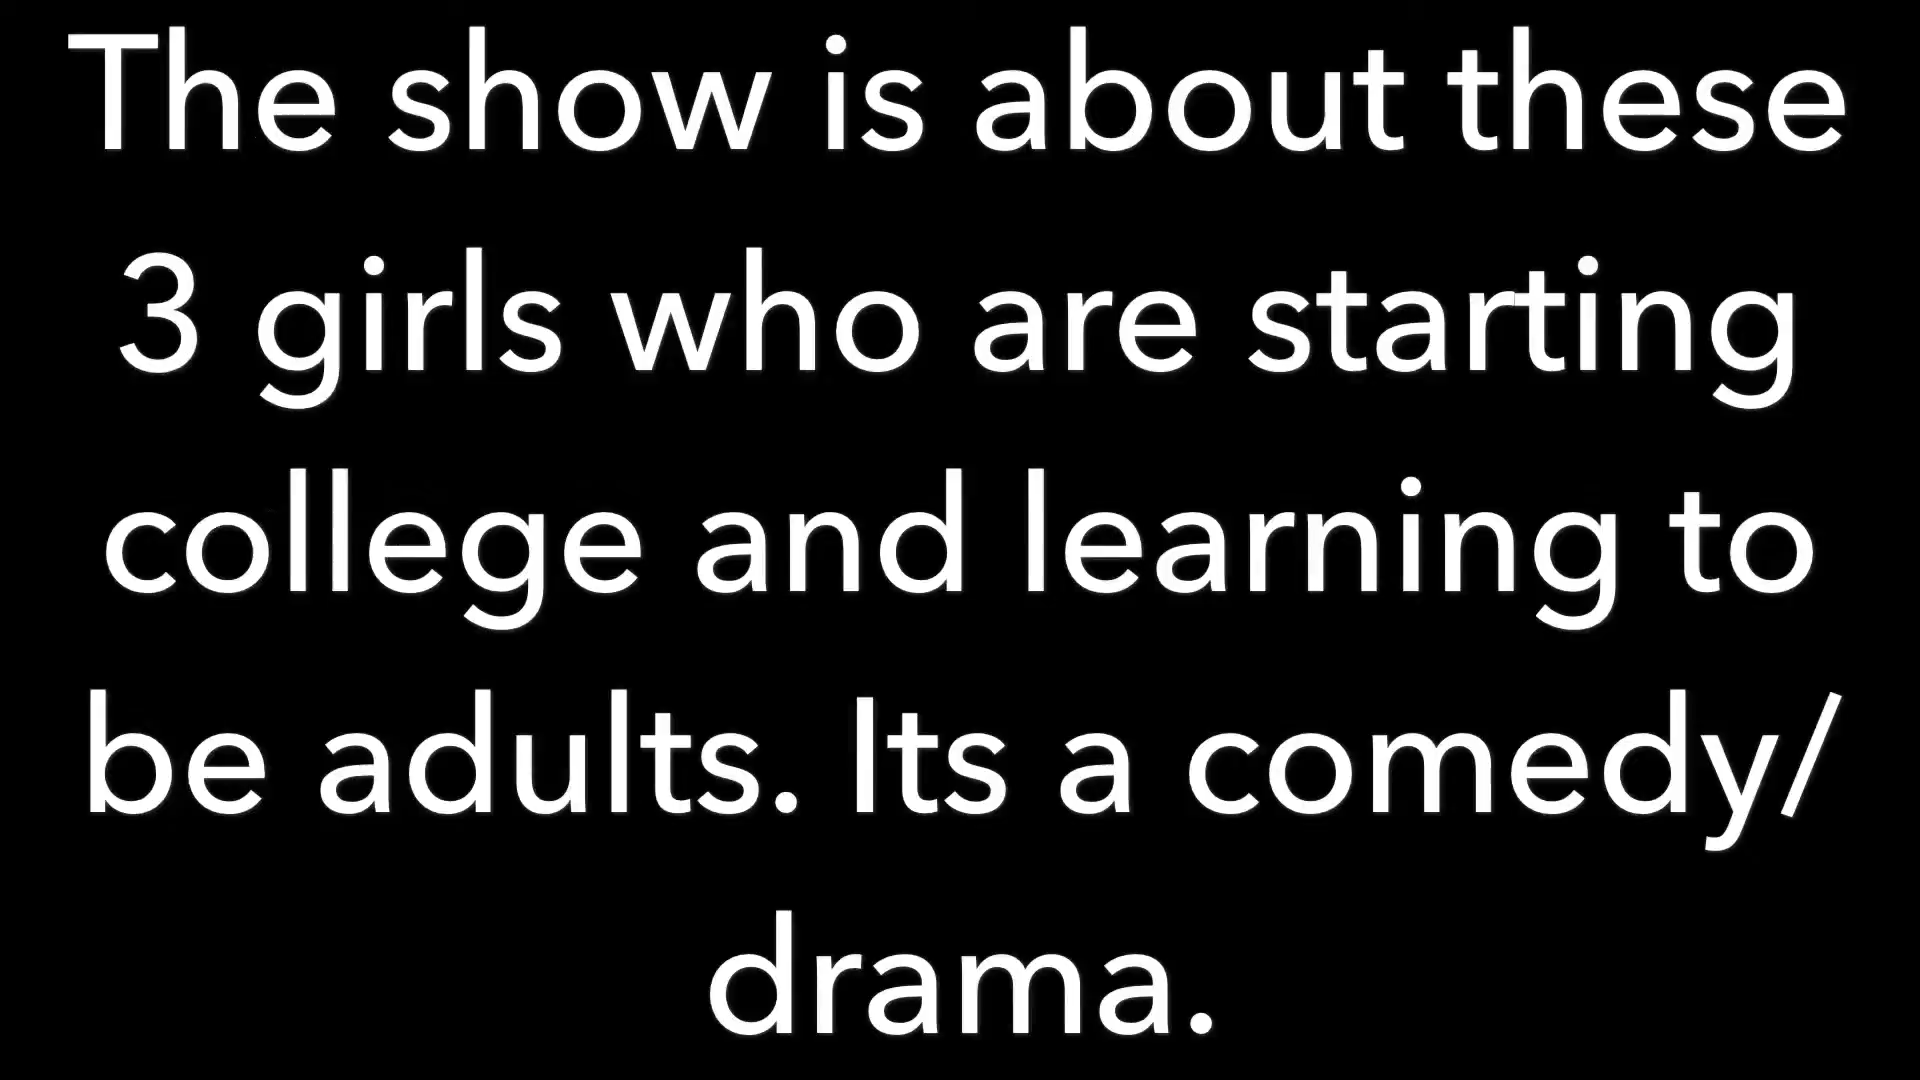 The show is about these
3 girls who are starting
college and learning to
be adults. Its a comedy/
drama.